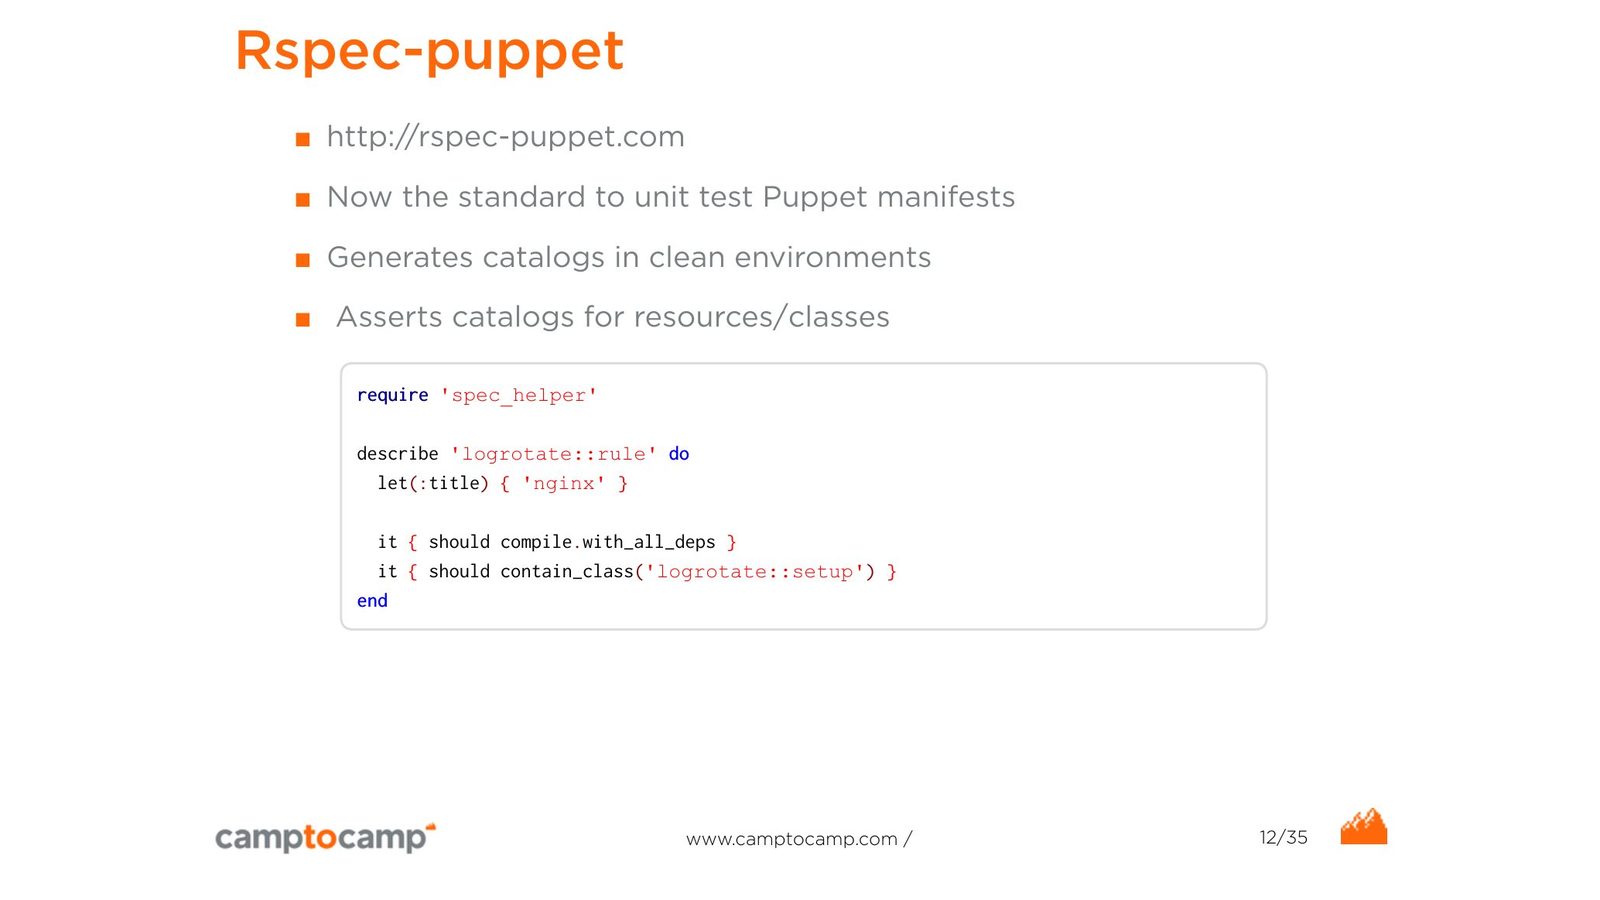 Rspec-puppet
http://rspec-puppet.com
Now the standard to unit test Puppet manifests
Generates catalogs in clean environments
Asserts catalogs for resources/classes
require 'spec_helper'
describe 'logrotate::rule' do
let(:title) { 'nginx' }
it { should compile.with_all_deps }
it { should contain_class('logrotate::setup') }
end
camptocamp
www.camptocamp.com /
12/35